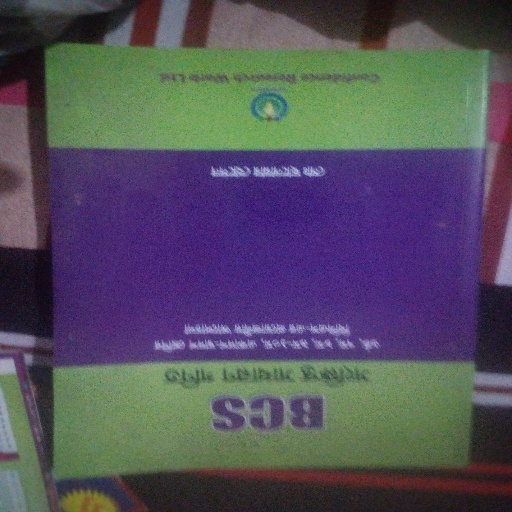 BCS
সংক্ষিপ্ত সাধারণ গণিত
৬ষ্ঠ, ৭ম, ৮ম, ৯ম-১০ম, একাদশ-দ্বাদশ শ্রেণির
বিসিএস-এর প্রয়োজনীয় আলোচনা
মোঃ ছানোয়ার হোসেন
Confidence Research Work Ltd.